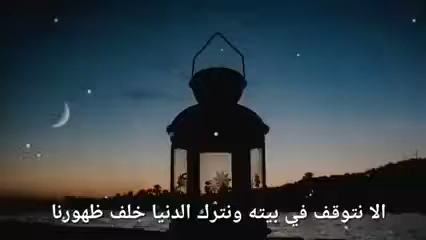 الا نتوقف في بيته ونترك الدنيا خلف ظهورنا